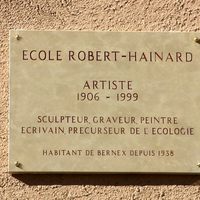 ECOLE ROBERT-HAINARD
ARTISTE
1906 - 1999
SCULPTEUR, GRAVEUR, PEINTRE
ECRIVAIN PRECURSEUR DE L'ECOLOGIE
HABITANT DE BERNEX DEPUIS 1938